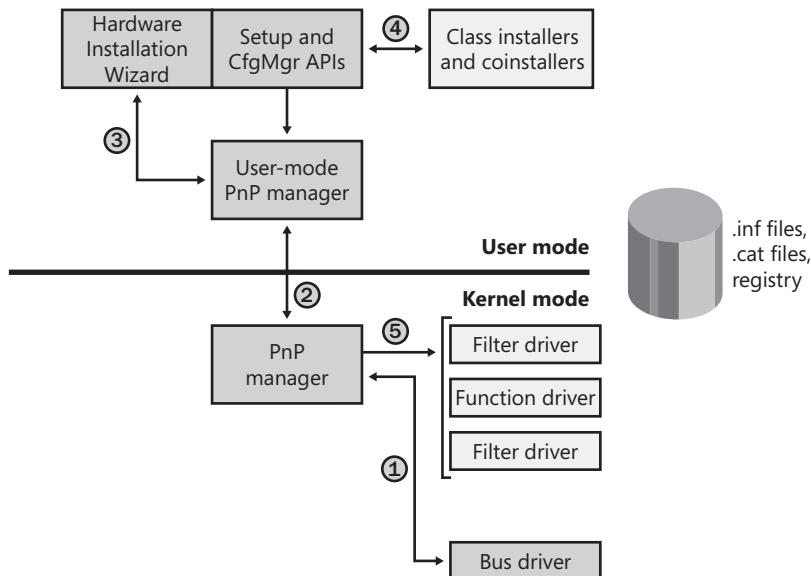 Hardware
Installation
Wizard
Setup and
CfgMgr APIs
4
Class installers
and coinstallers
3
User-mode
PnP manager
.inf files,
.cat files,
registry
User mode
Kernel mode
2
PnP
manager
5
Filter driver
Function driver
Filter driver
1
Bus driver